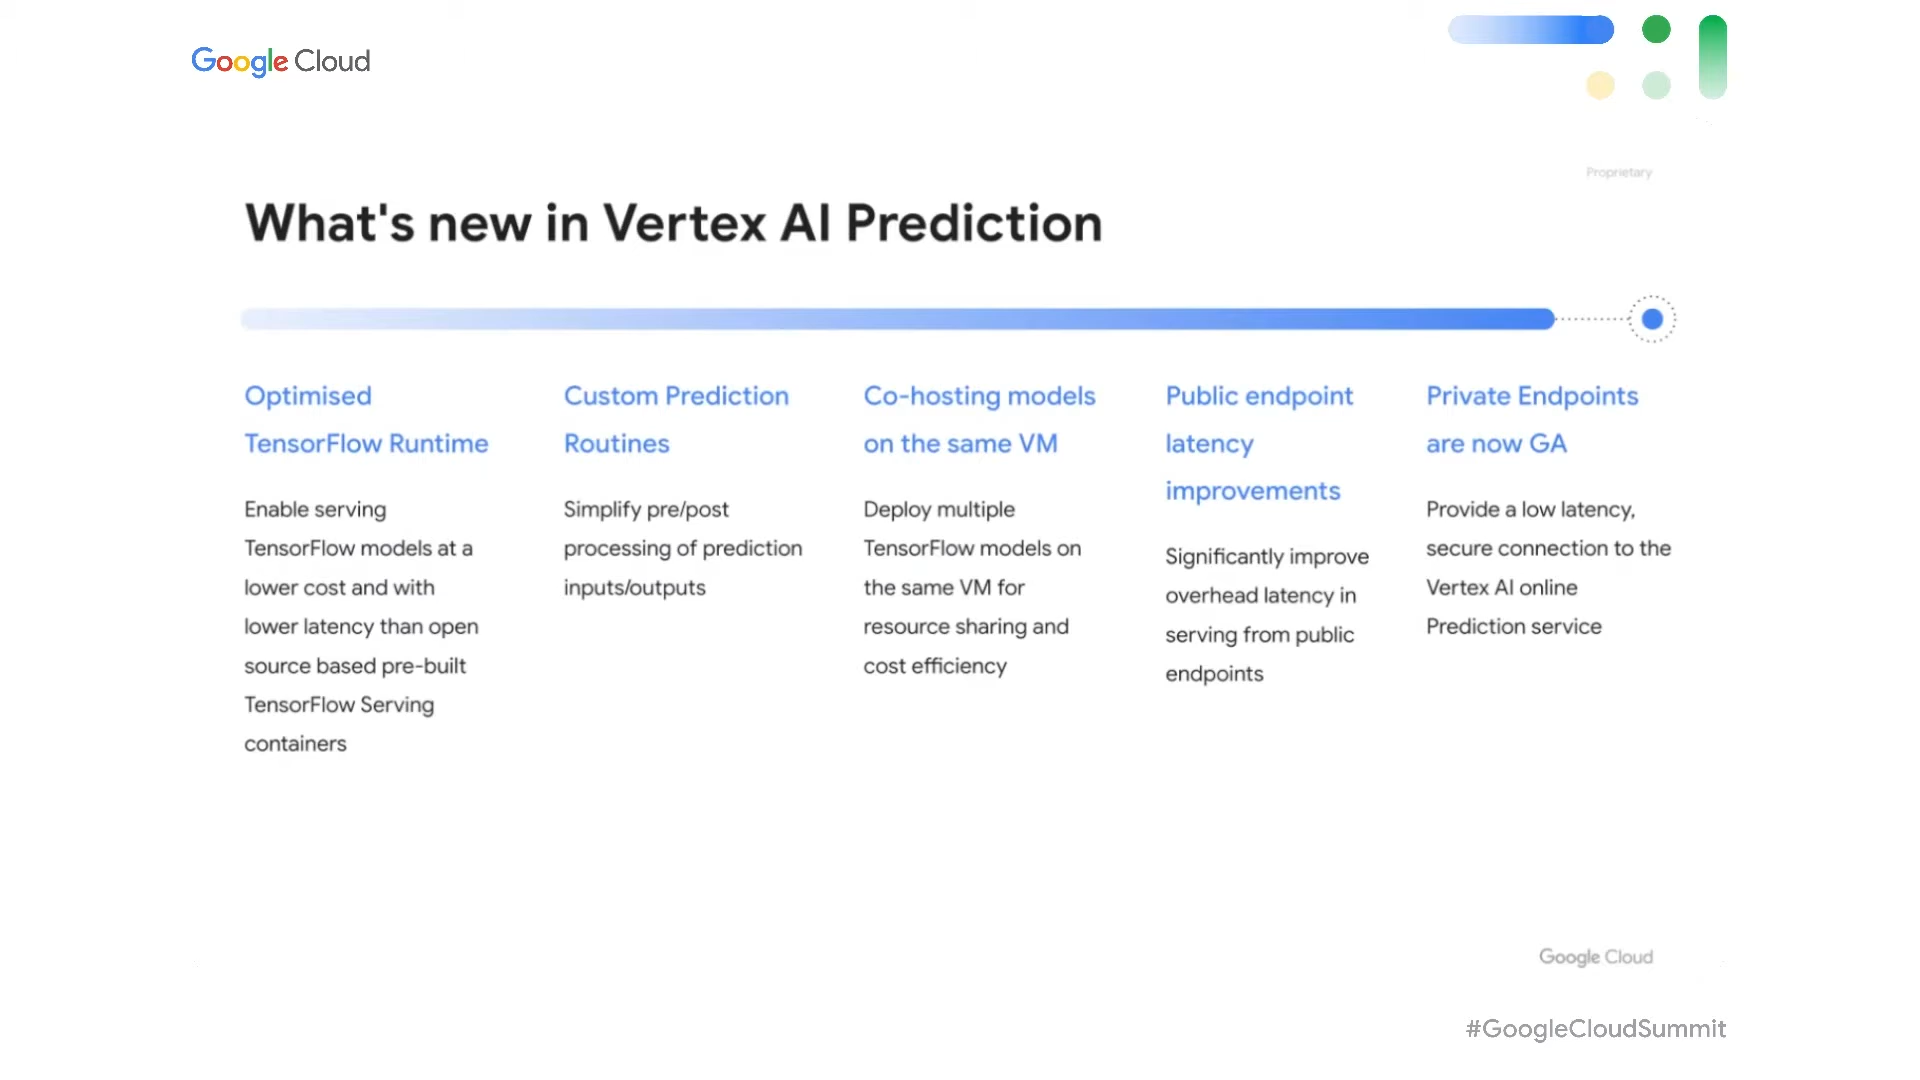 Google Cloud
Proprietary
What's new in Vertex AI Prediction
Optimised
TensorFlow Runtime
Enable serving
TensorFlow models at a
lower cost and with
lower latency than open
source based pre-built
TensorFlow Serving
containers
Custom Prediction
Routines
Simplify pre/post
processing of prediction
inputs/outputs
Co-hosting models
on the same VM
Deploy multiple
TensorFlow models on
the same VM for
resource sharing and
cost efficiency
Public endpoint
latency
improvements
Significantly improve
overhead latency in
serving from public
endpoints
Private Endpoints
are now GA
Provide a low latency,
secure connection to the
Vertex AI online
Prediction service
Google Cloud
#GoogleCloudSummit